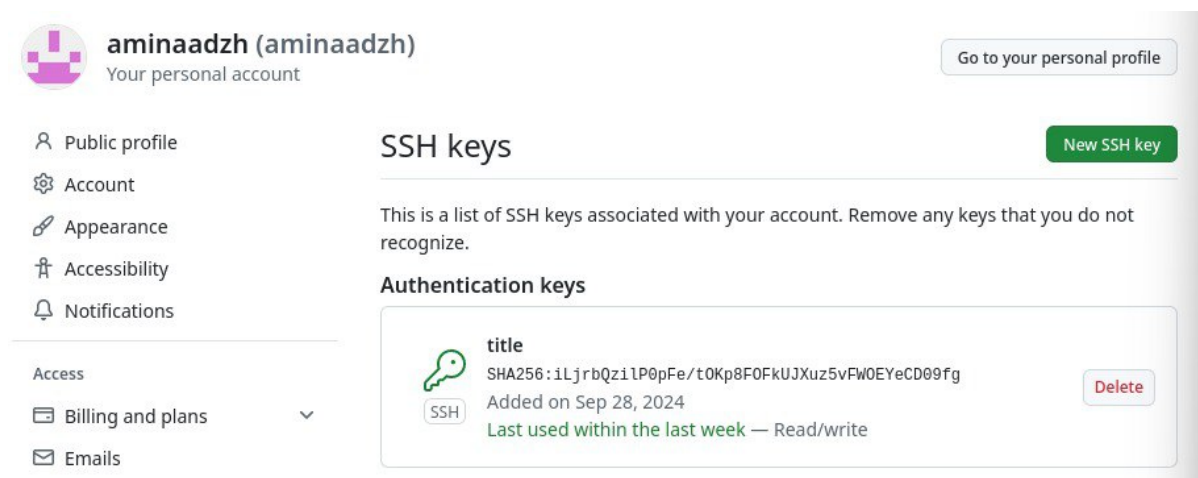 aminaadzh (aminaadzh)
Your personal account
Go to your personal profile
Public profile
Account
Appearance
Accessibility
Notifications
Access
Billing and plans
Emails
SSH keys
New SSH key
This is a list of SSH keys associated with your account. Remove any keys that you do not
recognize.
Authentication keys
title
SHA256:iLjrbQzilP0pFe/tOKp8FOFkUJXuz5vFWOEYeCD09fg
SSH
Added on Sep 28, 2024
Last used within the last week — Read/write
Delete